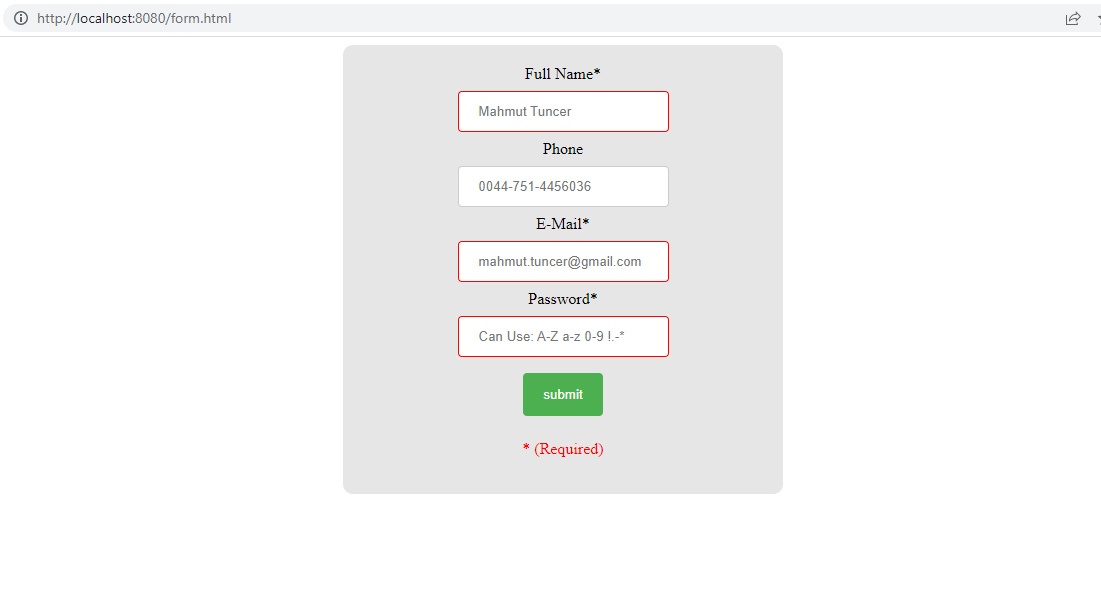 http://localhost:8080/form.html
Full Name*
Mahmut Tuncer
Phone
0044-751-4456036
E-Mail*
mahmut.tuncer@gmail.com
Password*
Can Use: A-Z a-z 0-9 !.-*
submit
* (Required)